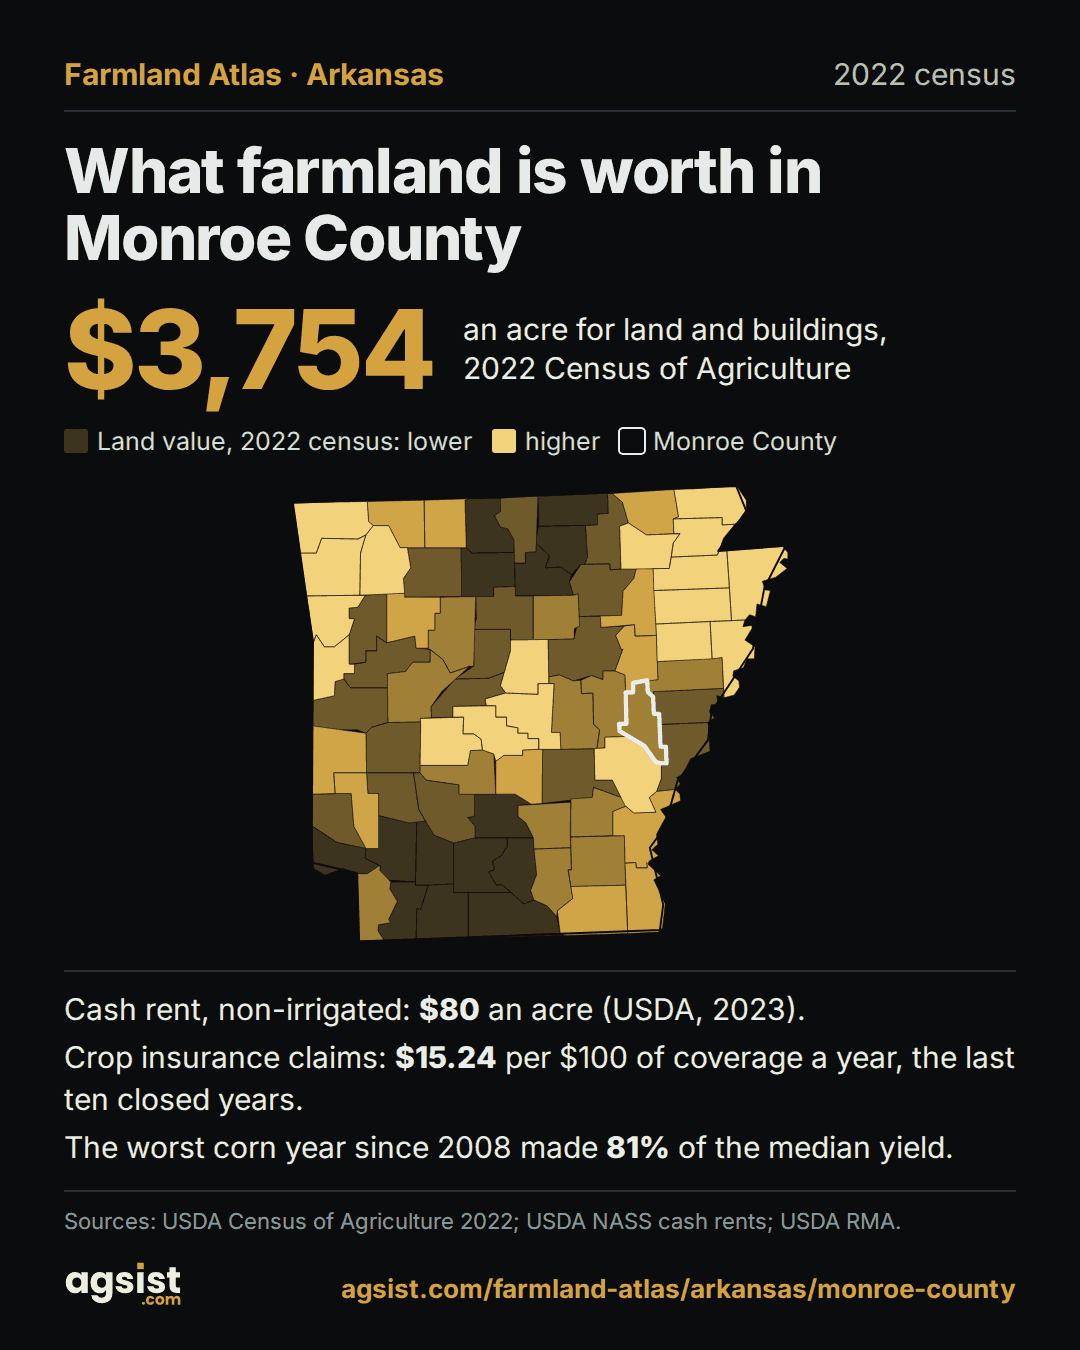 Farmland Atlas · Arkansas
2022 census
What farmland is worth in
Monroe County
$3,754
an acre for land and buildings,
2022 Census of Agriculture
Land value, 2022 census: lower
higher
Monroe County
Cash rent, non-irrigated: $80 an acre (USDA, 2023).
Crop insurance claims: $15.24 per $100 of coverage a year, the last
ten closed years.
The worst corn year since 2008 made 81% of the median yield.
Sources: USDA Census of Agriculture 2022; USDA NASS cash rents; USDA RMA.
agsist
.com
agsist.com/farmland-atlas/arkansas/monroe-county